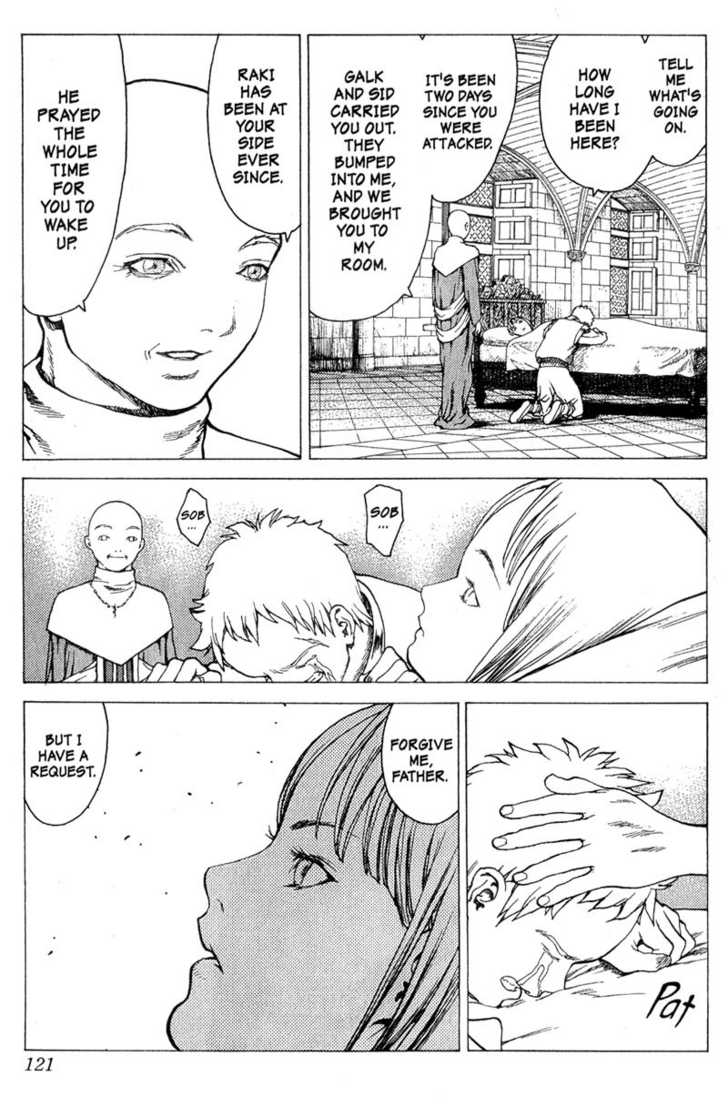 TELL
ME
WHAT'S
GOING
ON.
HOW
LONG
HAVE I
BEEN
HERE?
IT'S BEEN
TWO DAYS
SINCE YOU
WERE
ATTACKED.
GALK
AND SID
CARRIED
YOU OUT.
THEY
BUMPED
INTO ME,
AND WE
BROUGHT
YOU TO
MY
ROOM.
RAKI
HAS
BEEN AT
YOUR
SIDE
EVER
SINCE.
HE
PRAYED
THE
WHOLE
TIME
FOR
YOU TO
WAKE
UP.
SOB
...
SOB
...
Pat
FORGIVE
ME,
FATHER.
BUT I
HAVE A
REQUEST.
121